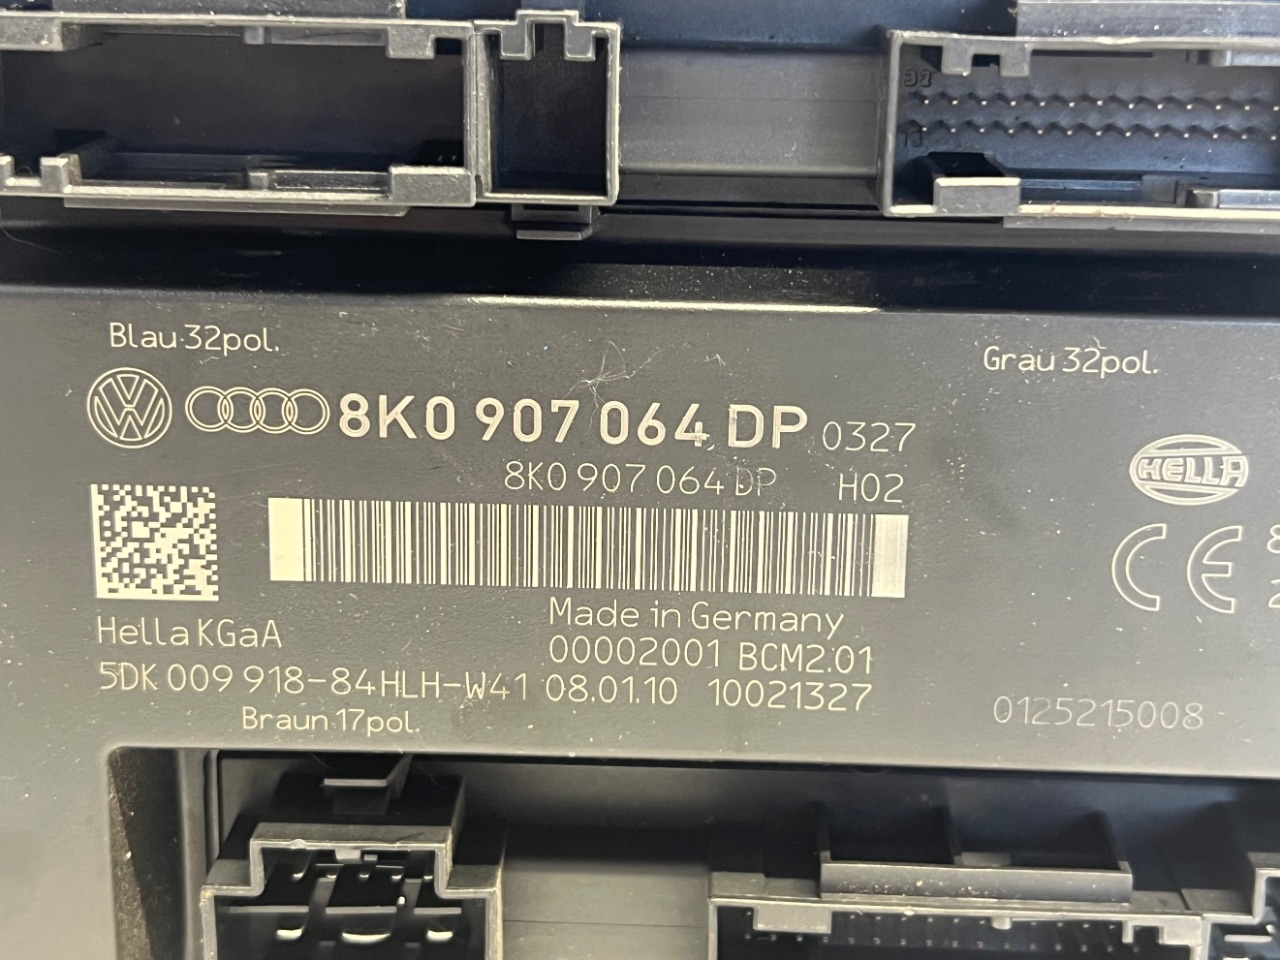 32
Blau 32pol.
Grau 32pol.
8K0 907 064 DP 0327
8K0 907 064 DP H02
HELLA
CE
Hella KGaA
Made in Germany
00002001 BCM2.01
5DK 009 918-84HLH-W41 08.01.10 10021327
0125215008
Braun 17pol.